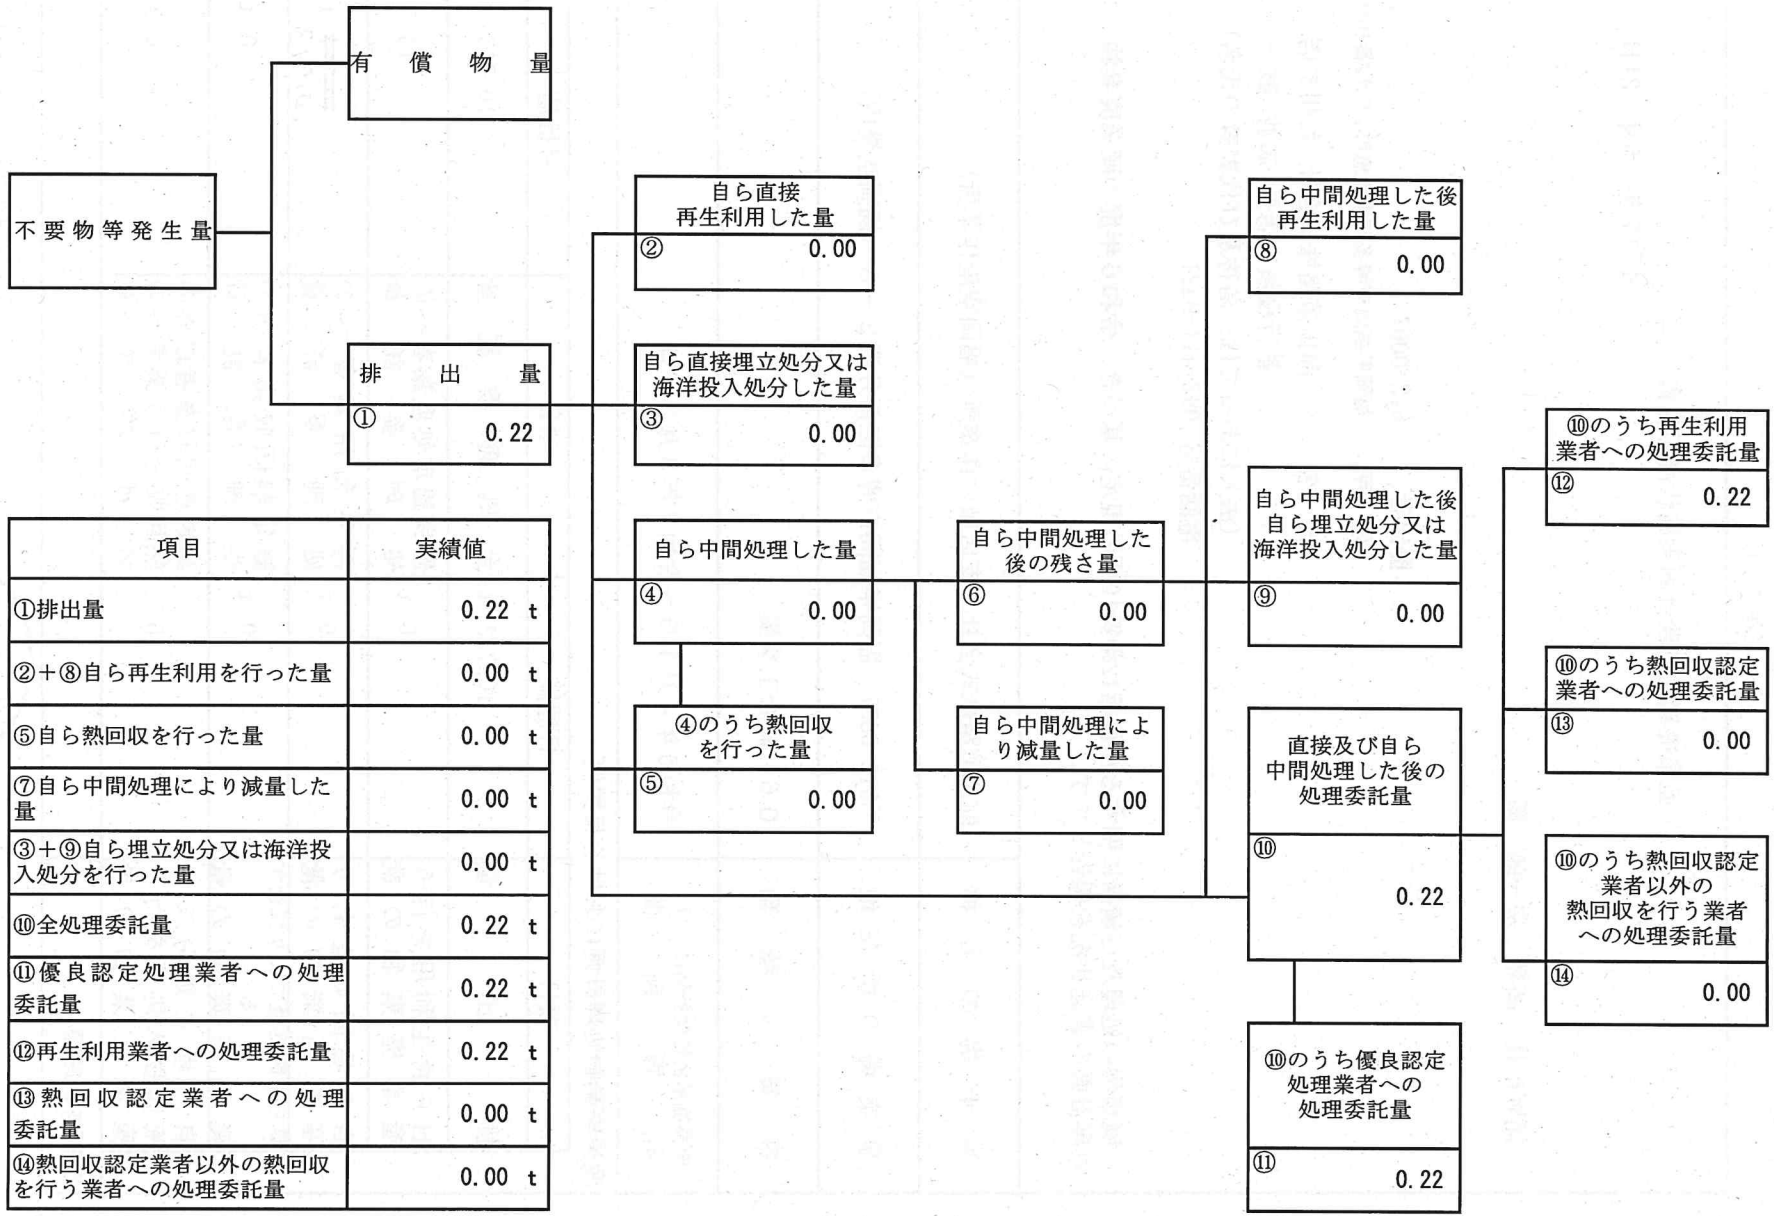 有償物量
不要物等発生量
排出量
①
0.22
自ら直接
再生利用した量
②
0.00
自ら直接埋立処分又は
海洋投入処分した量
③
0.00
自ら中間処理した量
④
0.00
④のうち熱回収
を行った量
⑤
0.00
自ら中間処理した
後の残さ量
⑥
0.00
自ら中間処理によ
り減量した量
⑦
0.00
自ら中間処理した後
再生利用した量
⑧
0.00
自ら中間処理した後
自ら埋立処分又は
海洋投入処分した量
⑨
0.00
直接及び自ら
中間処理した後の
処理委託量
⑩
0.22
⑩のうち優良認定
処理業者への
処理委託量
⑪
0.22
⑩のうち再生利用
業者への処理委託量
⑫
0.22
⑩のうち熱回収認定
業者への処理委託量
⑬
0.00
⑩のうち熱回収認定
業者以外の
熱回収を行う業者
への処理委託量
⑭
0.00
項目 実績値
①排出量 0.22 t
②+⑧自ら再生利用を行った量 0.00 t
⑤自ら熱回収を行った量 0.00 t
⑦自ら中間処理により減量した
量 0.00 t
③+⑨自ら埋立処分又は海洋投
入処分を行った量 0.00 t
⑩全処理委託量 0.22 t
⑪優良認定処理業者への処理
委託量 0.22 t
⑫再生利用業者への処理委託量 0.22 t
⑬熱回収認定業者への処理
委託量 0.00 t
⑭熱回収認定業者以外の熱回収
を行う業者への処理委託量 0.00 t